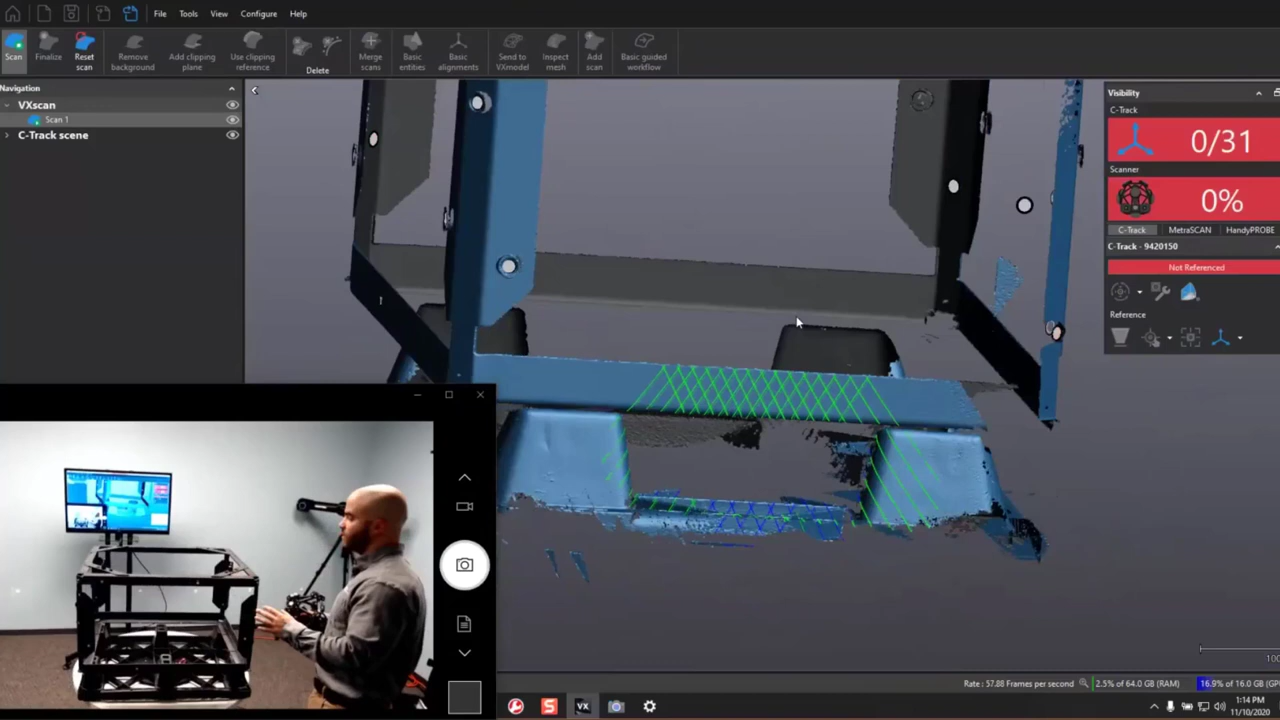 File Tools View Configure Help
Scan Finalize Reset scan Remove background Add clipping plane Use clipping reference Delete Merge scans Basic entities Basic alignments Send to VXmodel Inspect mesh Add scan Basic guided workflow
Navigation
VXscan
Scan 1
C-Track scene
Visibility
C-Track
0/31
Scanner
0%
C-Track MetraSCAN HandyPROBE
C-Track - 9420150
Not Referenced
Reference
100
Rate : 57.88 Frames per second 2.5% of 64.0 GB (RAM) 16.9% of 16.0 GB (GP
S VX
1:14 PM
11/10/2020